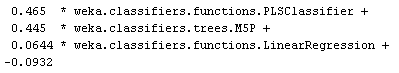 0.465 * weka.classifiers.functions.PLSClassifier +
0.445 * weka.classifiers.trees.M5P +
0.0644 * weka.classifiers.functions.LinearRegression +
-0.0932